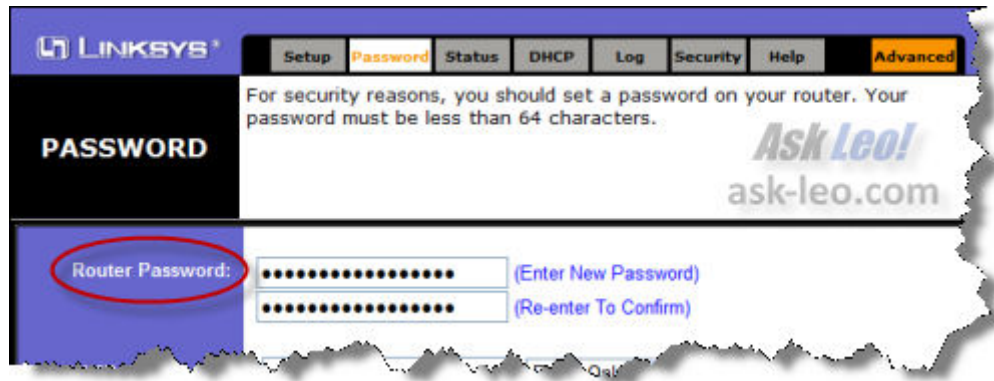 LINKSYS®
Setup Password Status DHCP Log Security Help Advanced
PASSWORD
For security reasons, you should set a password on your router. Your
password must be less than 64 characters.
Ask Leo!
ask-leo.com
Router Password:
(Enter New Password)
(Re-enter To Confirm)